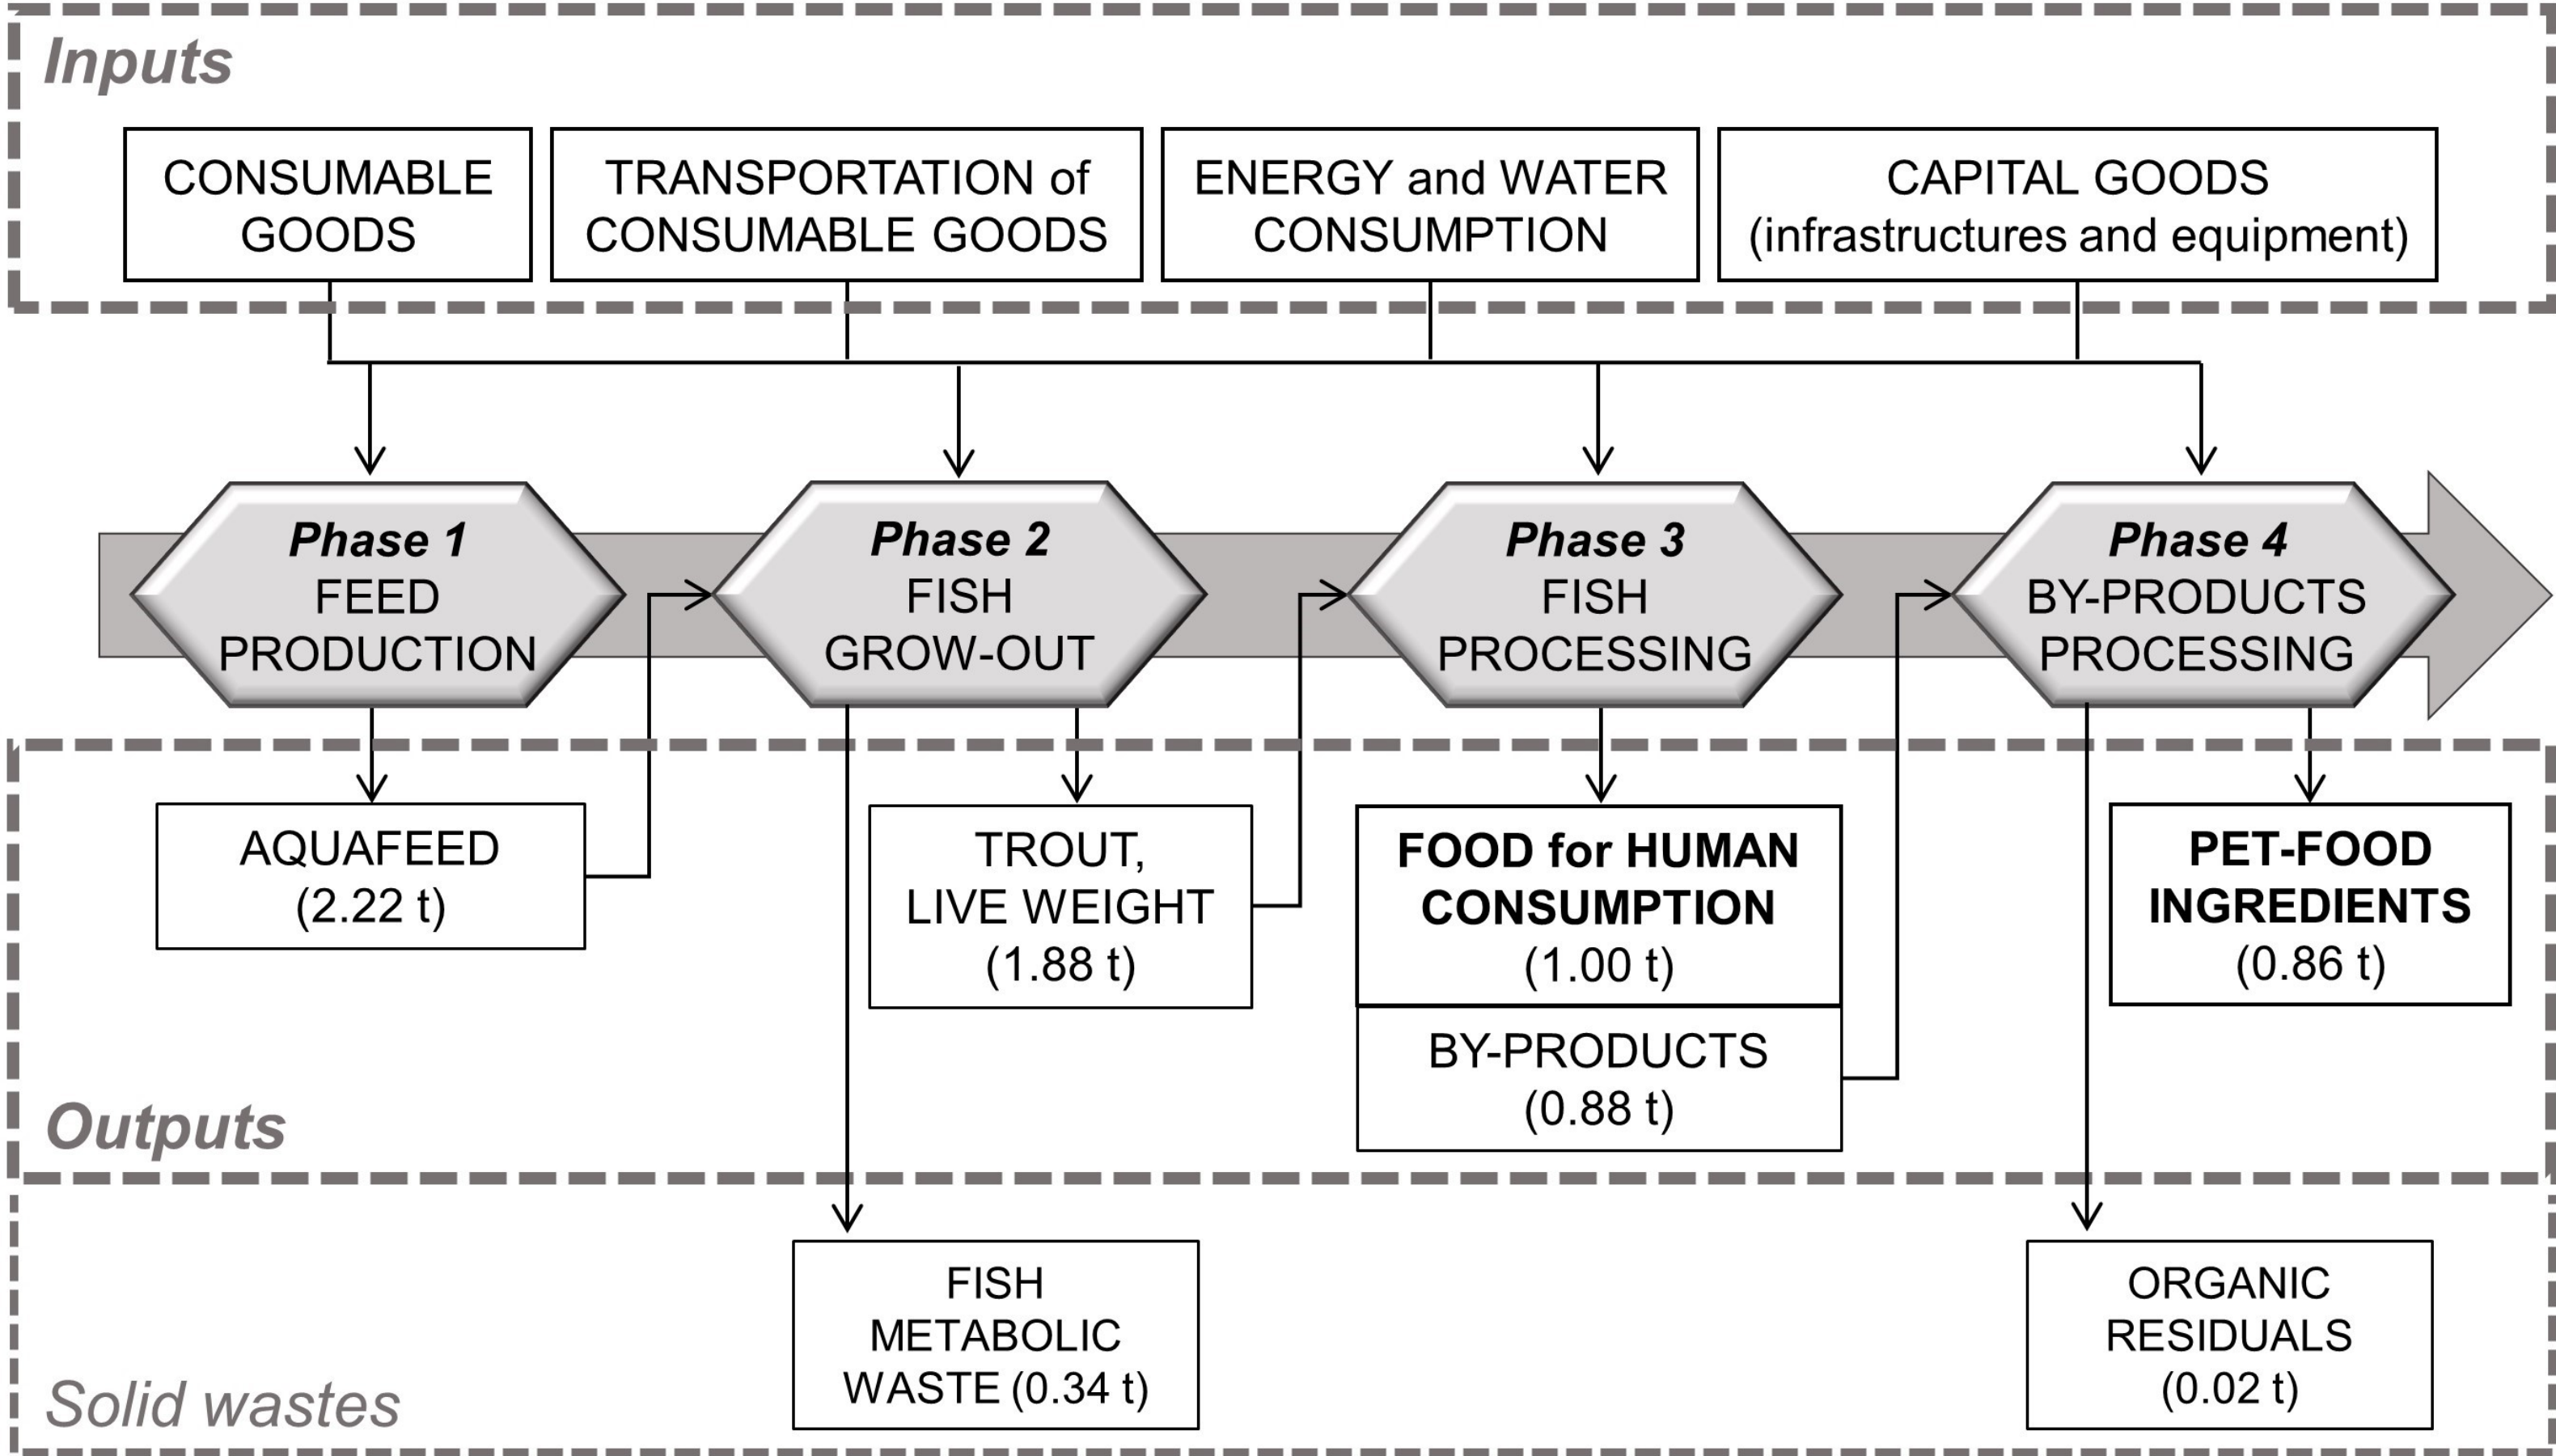 Inputs
CONSUMABLE
GOODS
TRANSPORTATION of
CONSUMABLE GOODS
ENERGY and WATER
CONSUMPTION
CAPITAL GOODS
(infrastructures and equipment)
Phase 1
FEED
PRODUCTION
Phase 2
FISH
GROW-OUT
Phase 3
FISH
PROCESSING
Phase 4
BY-PRODUCTS
PROCESSING
AQUAFEED
(2.22 t)
TROUT,
LIVE WEIGHT
(1.88 t)
FOOD for HUMAN
CONSUMPTION
(1.00 t)
BY-PRODUCTS
(0.88 t)
PET-FOOD
INGREDIENTS
(0.86 t)
Outputs
FISH
METABOLIC
WASTE (0.34 t)
ORGANIC
RESIDUALS
(0.02 t)
Solid wastes